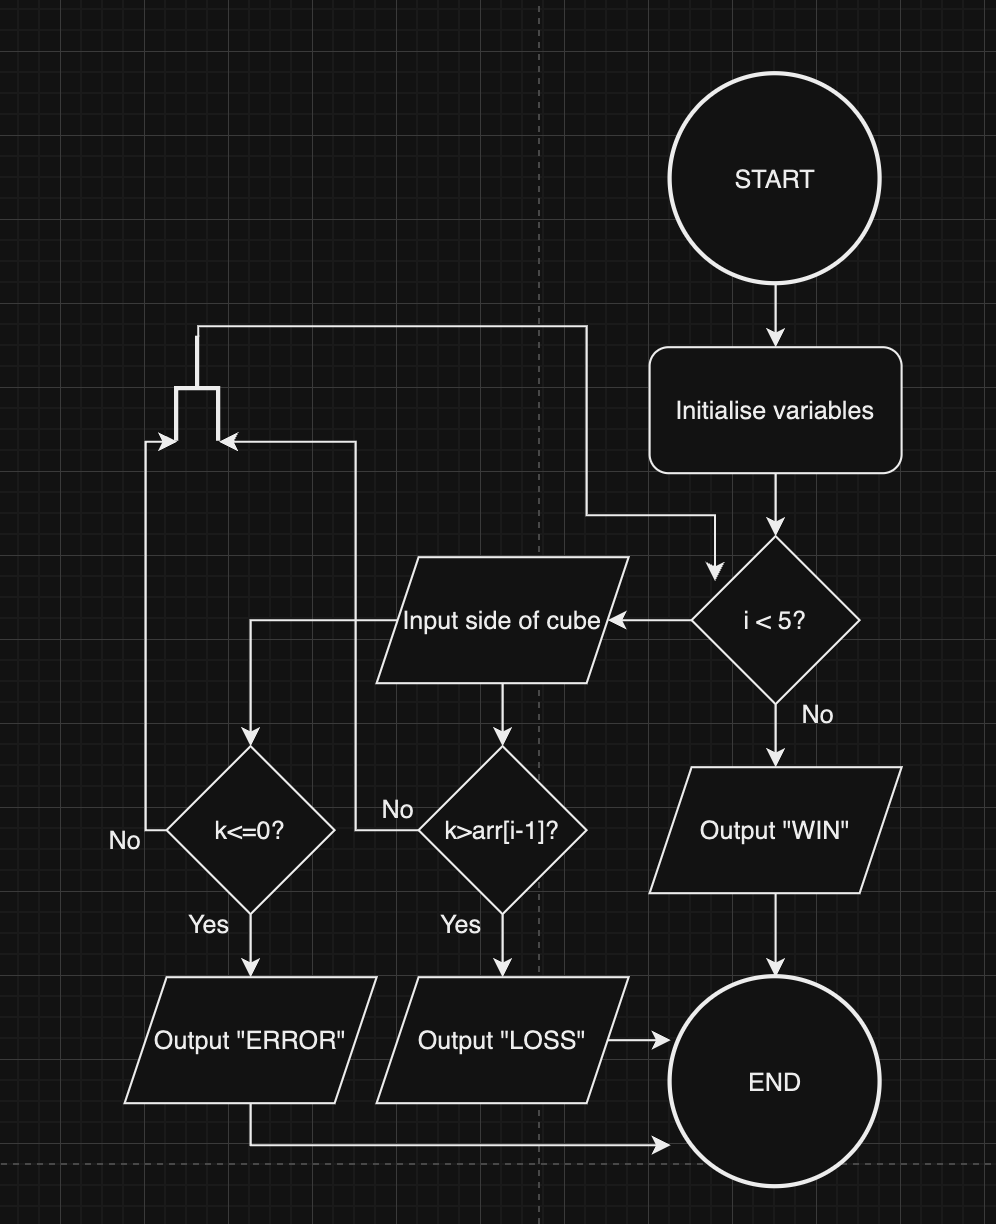 START
Initialise variables
i < 5?
Input side of cube
No
k<=0?
No
k>arr[i-1]?
No
Output "WIN"
Yes
Yes
Output "ERROR"
Output "LOSS"
END